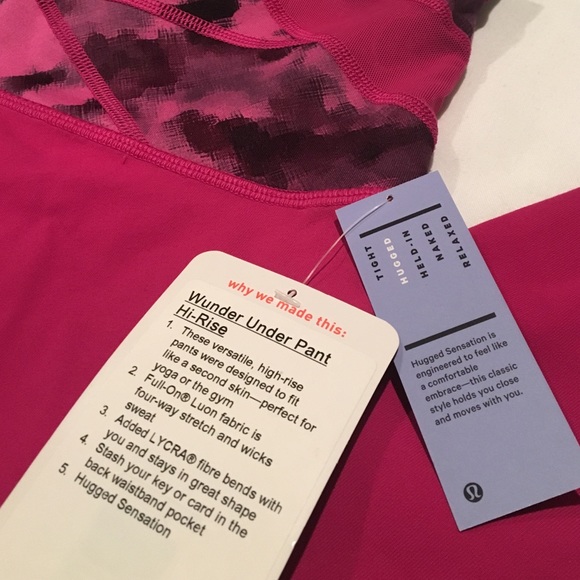 why we made this:
Wunder Under Pant
Hi-Rise
1. These versatile, high-rise
pants were designed to fit
like a second skin—perfect for
yoga or the gym
2. Full-On® Luon fabric is
four-way stretch and wicks
sweat
3. Added LYCRA® fibre bends with
you and stays in great shape
4. Stash your key or card in the
back waistband pocket
5. Hugged Sensation
TIGHT
HUGGED
HELD-IN
NAKED
RELAXED
Hugged Sensation is
engineered to feel like
a comfortable
embrace—this classic
style holds you close
and moves with you.